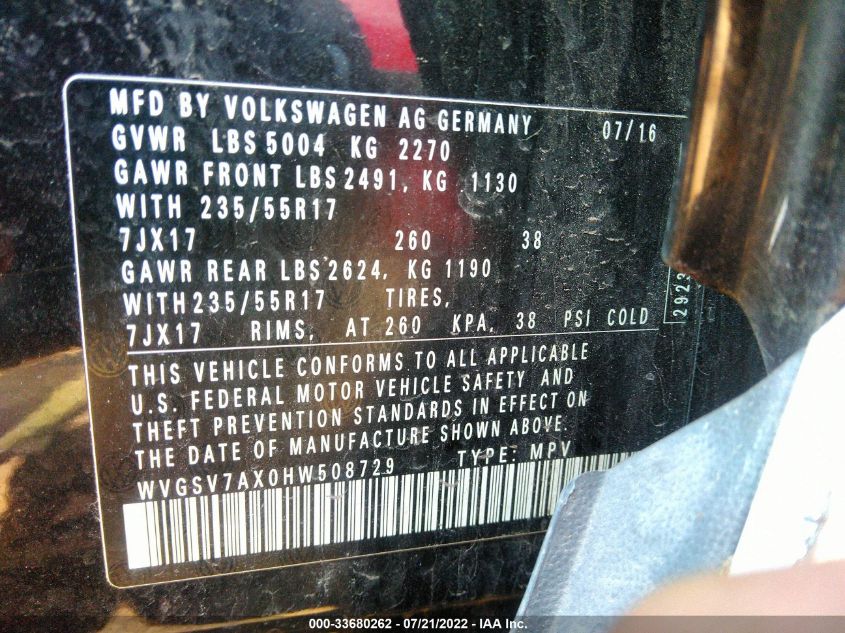 MFD BY VOLKSWAGEN AG GERMANY 07/16
GVWR LBS 5004 KG 2270
GAWR FRONT LBS 2491, KG 1130
WITH 235/55R17
7JX17 260 38
GAWR REAR LBS 2624, KG 1190
WITH 235/55R17 TIRES,
7JX17 RIMS, AT 260 KPA, 38 PSI COLD
THIS VEHICLE CONFORMS TO ALL APPLICABLE
U.S. FEDERAL MOTOR VEHICLE SAFETY AND
THEFT PREVENTION STANDARDS IN EFFECT ON
THE DATE OF MANUFACTURE SHOWN ABOVE.
WVGSV7AX0HW508729 TYPE: MPV
000-33680262 - 07/21/2022 - IAA Inc.